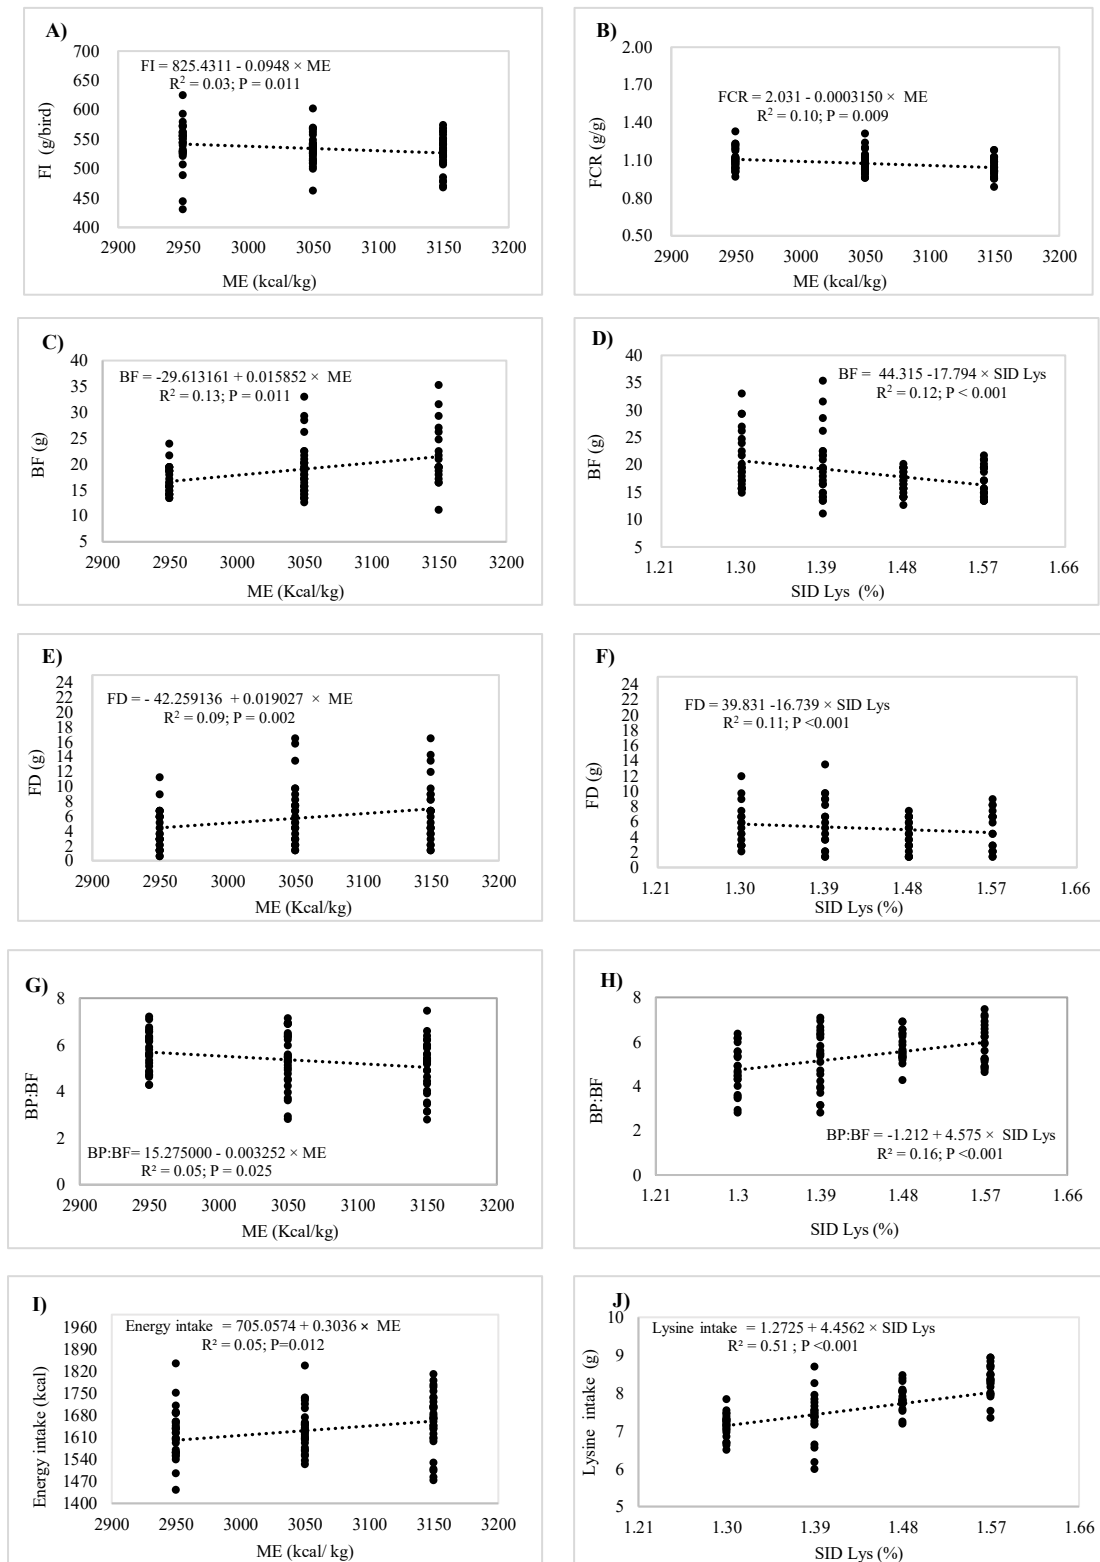 A)
FI = 825.4311 - 0.0948 × ME
R² = 0.03; P = 0.011
700
650
600
550
500
450
400
FI (g/bird)
2900 2950 3000 3050 3100 3150 3200
ME (kcal/kg)
B)
FCR = 2.031 - 0.0003150 × ME
R² = 0.10; P = 0.009
2.00
1.70
1.40
1.10
0.80
0.50
FCR (g/g)
2900 2950 3000 3050 3100 3150 3200
ME (kcal/kg)
C)
BF = -29.613161 + 0.015852 × ME
R² = 0.13; P = 0.011
40
35
30
25
20
15
10
5
BF (g)
2900 2950 3000 3050 3100 3150 3200
ME (Kcal/kg)
D)
BF = 44.315 -17.794 × SID Lys
R² = 0.12; P < 0.001
40
35
30
25
20
15
10
5
BF (g)
1.21 1.30 1.39 1.48 1.57 1.66
SID Lys (%)
E)
FD = - 42.259136 + 0.019027 × ME
R² = 0.09; P = 0.002
24
22
20
18
16
14
12
10
8
6
4
2
0
FD (g)
2900 2950 3000 3050 3100 3150 3200
ME (Kcal/kg)
F)
FD = 39.831 -16.739 × SID Lys
R² = 0.11; P <0.001
24
22
20
18
16
14
12
10
8
6
4
2
0
FD (g)
1.21 1.30 1.39 1.48 1.57 1.66
SID Lys (%)
G)
8
6
4
2
0
BP:BF
BP:BF= 15.275000 - 0.003252 × ME
R² = 0.05; P = 0.025
2900 2950 3000 3050 3100 3150 3200
ME (Kcal/kg)
H)
8
6
4
2
0
BP:BF
BP:BF = -1.212 + 4.575 × SID Lys
R² = 0.16; P <0.001
1.21 1.3 1.39 1.48 1.57 1.66
SID Lys (%)
I)
Energy intake = 705.0574 + 0.3036 × ME
R² = 0.05; P=0.012
1960
1890
1820
1750
1680
1610
1540
1470
1400
Energy intake (kcal)
2900 2950 3000 3050 3100 3150 3200
ME (kcal/ kg)
J)
Lysine intake = 1.2725 + 4.4562 × SID Lys
R² = 0.51 ; P <0.001
10
9
8
7
6
5
Lysine intake (g)
1.21 1.30 1.39 1.48 1.57 1.66
SID Lys (%)